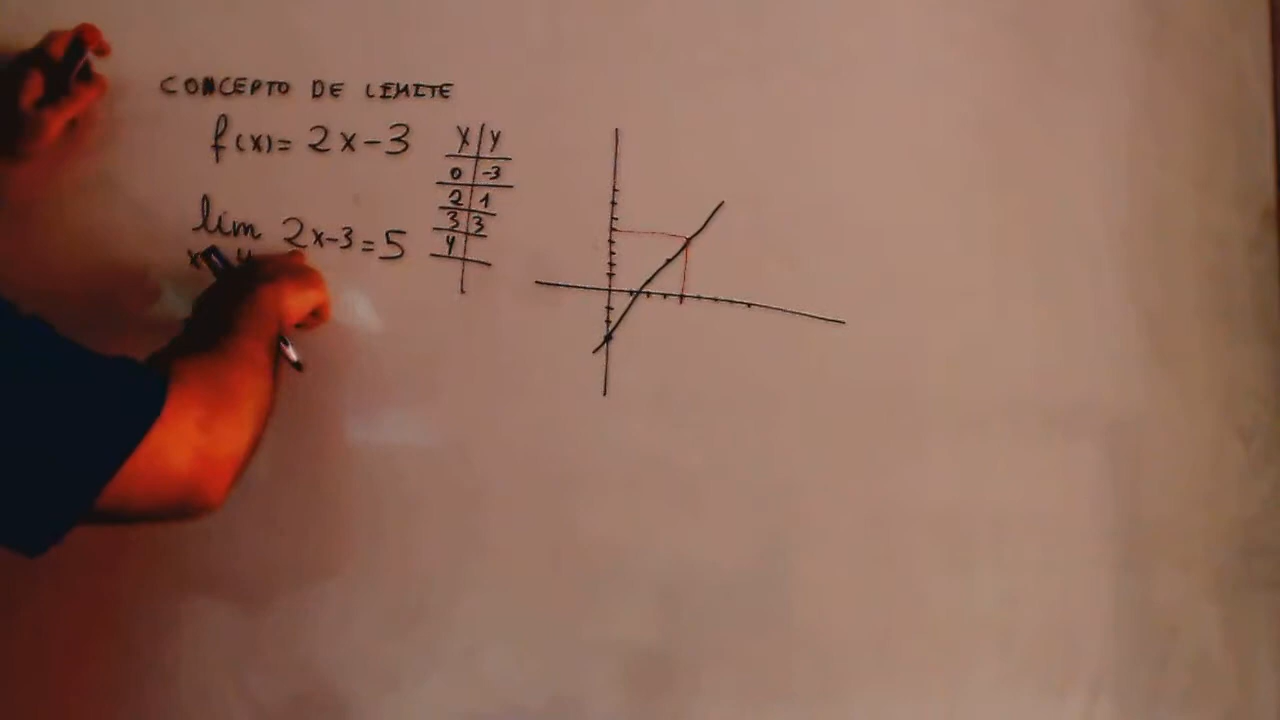 CONCEPTO DE LIMITE
f(x) = 2x-3
lim 2x-3 = 5
x y
0 -3
2 1
3 3
4